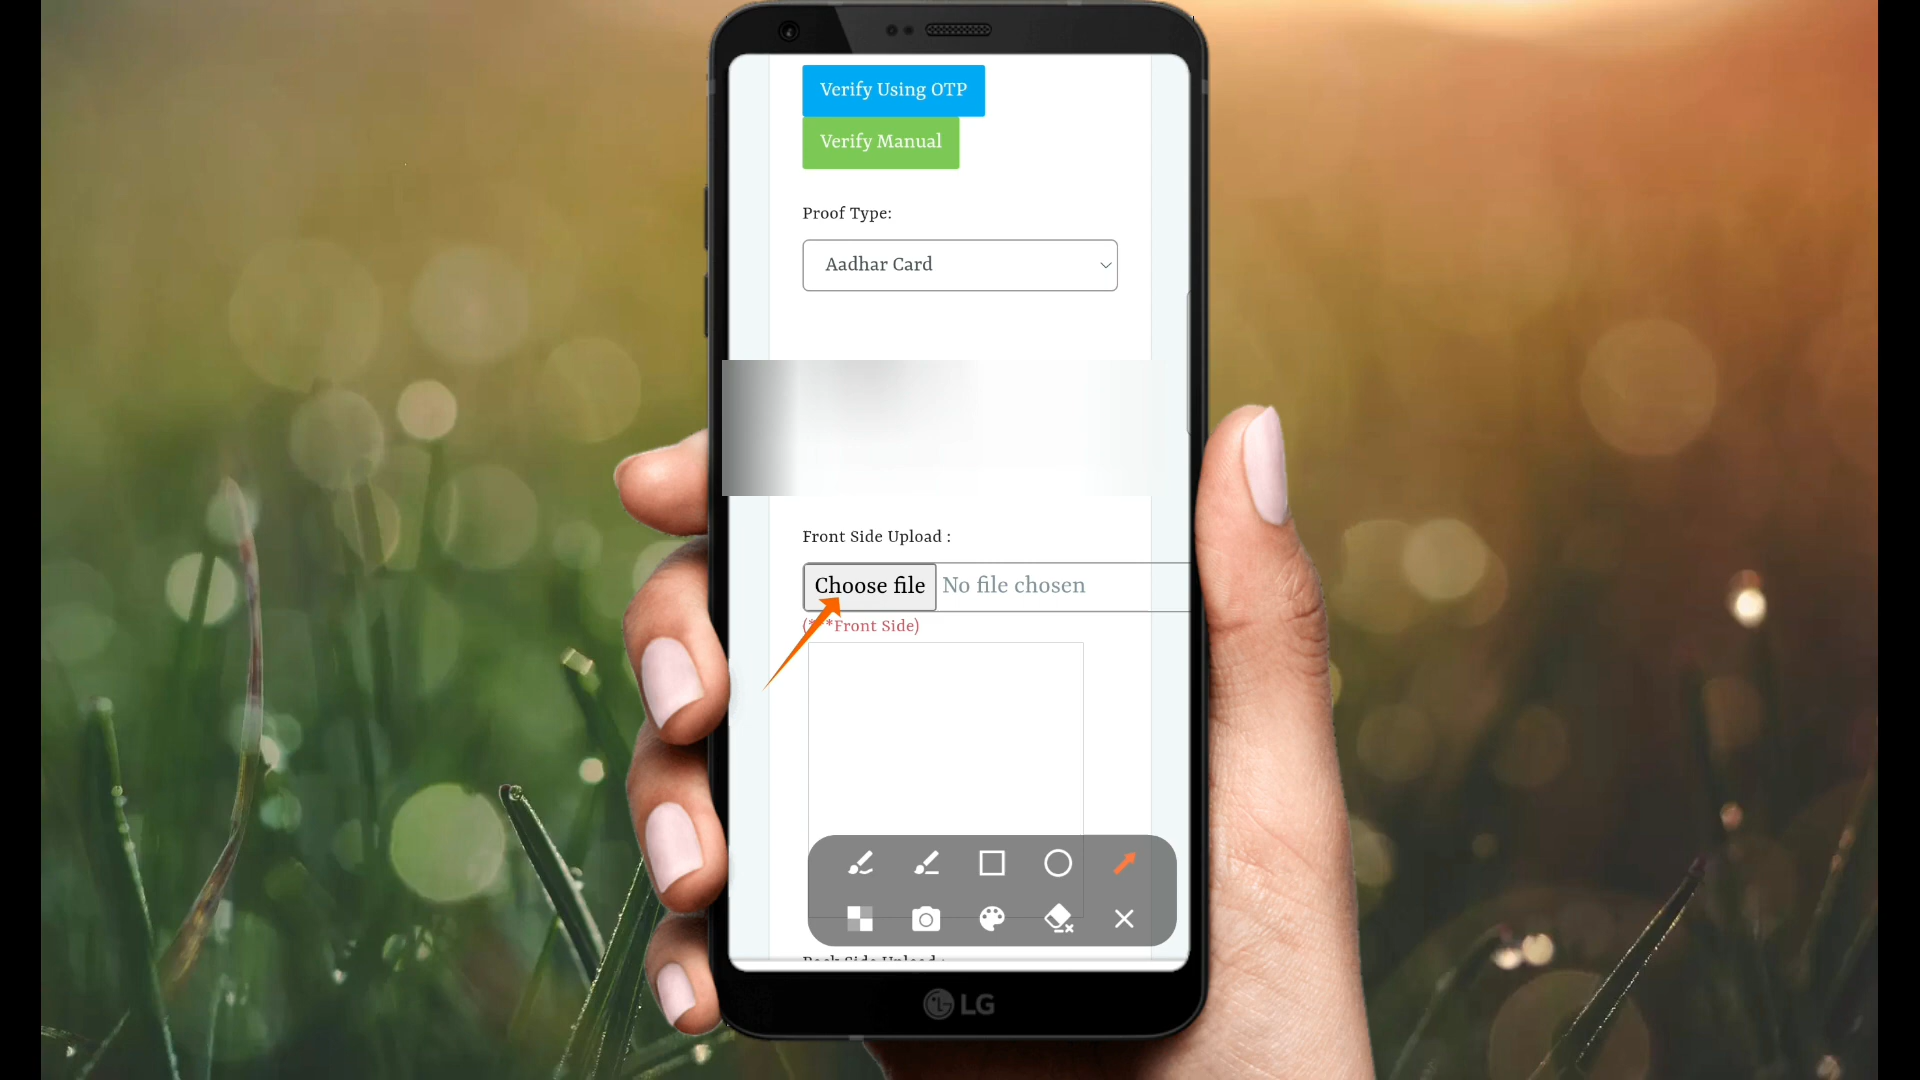 Verify Using OTP
Verify Manual
Proof Type:
Aadhar Card
Front Side Upload :
Choose file No file chosen
(***Front Side)
Back Side Upload :
LG